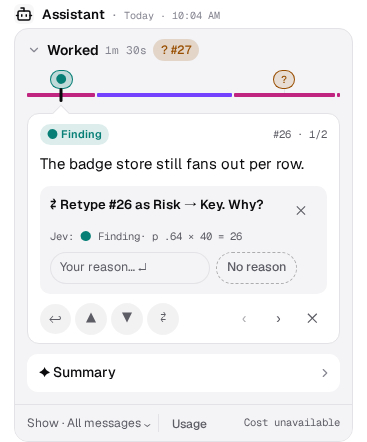 Assistant · Today · 10:04 AM
Worked 1m 30s ? #27
?
Finding #26 · 1/2
The badge store still fans out per row.
Retype #26 as Risk → Key. Why?
Jev: Finding· p .64 × 40 = 26
Your reason… ↵ No reason
Summary
Show · All messages Usage Cost unavailable